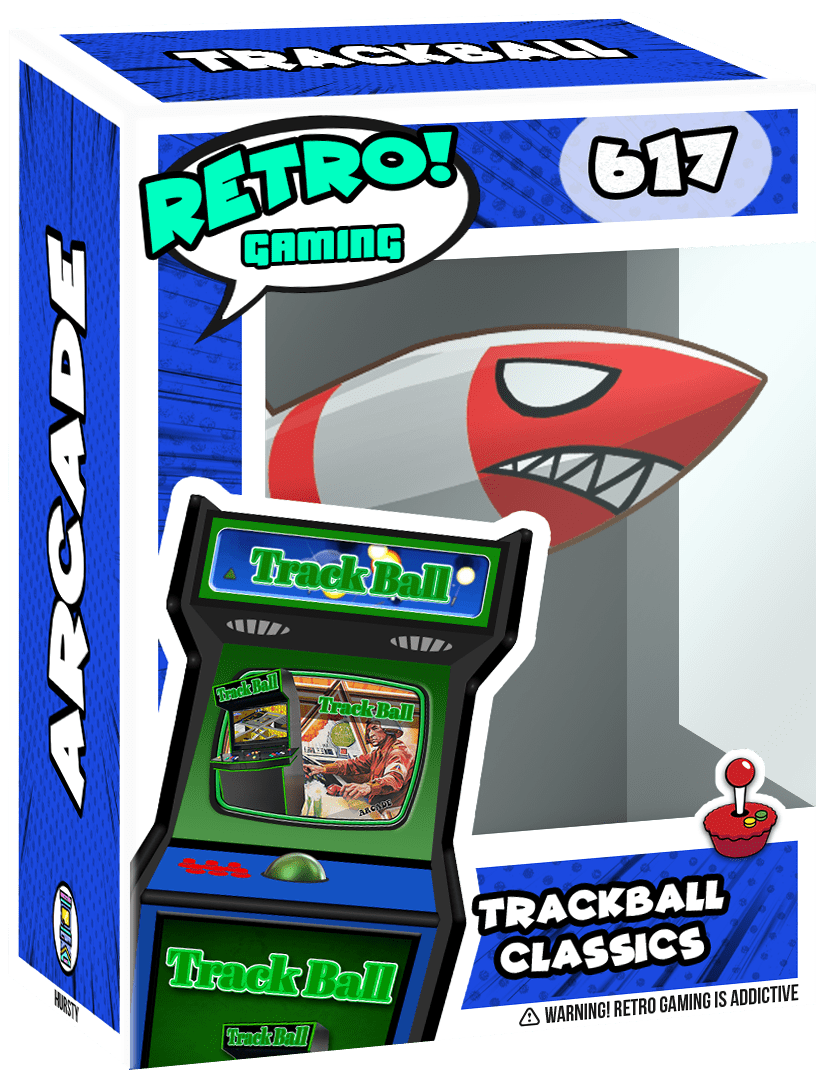 TRACKBALL
RETRO!
GAMING
617
ARCADE
Track Ball
Track Ball
Track Ball
ARCADE
TRACKBALL
CLASSICS
Track Ball
Track Ball
WARNING! RETRO GAMING IS ADDICTIVE
HURSTY